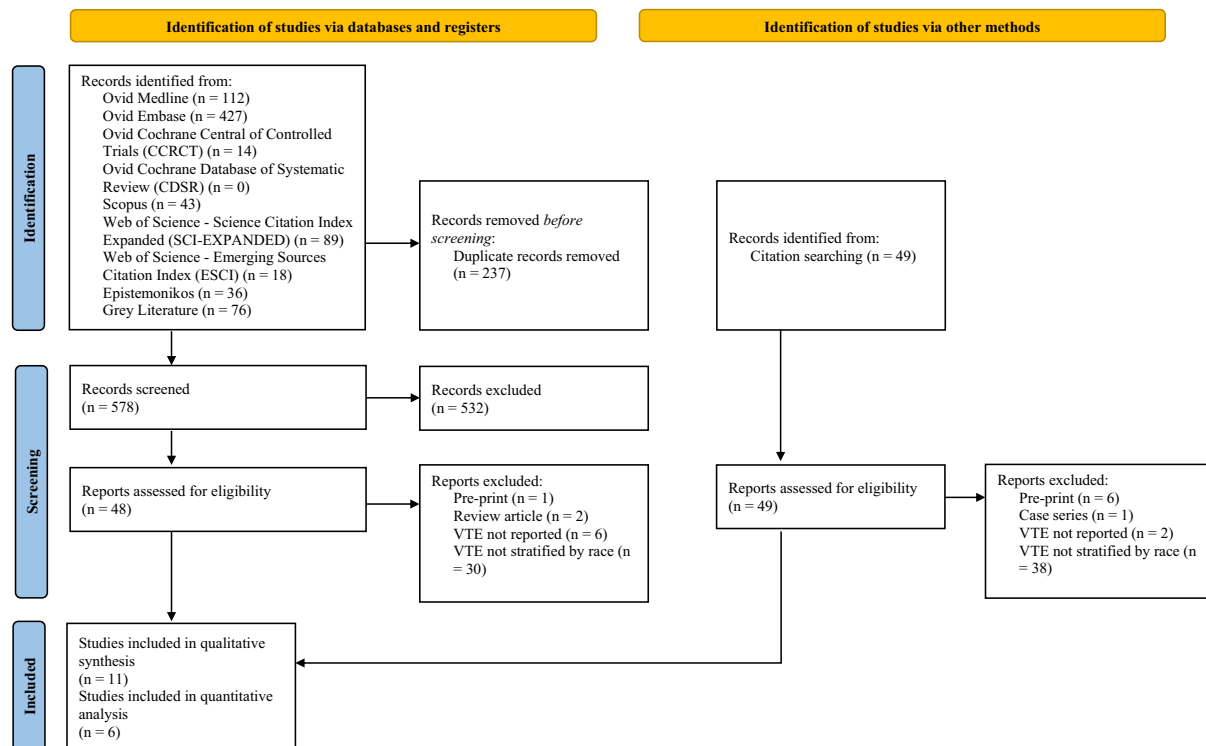 Identification of studies via databases and registers
Identification of studies via other methods
Identification
Records identified from:
Ovid Medline (n = 112)
Ovid Embase (n = 427)
Ovid Cochrane Central of Controlled
Trials (CCRCT) (n = 14)
Ovid Cochrane Database of Systematic
Review (CDSR) (n = 0)
Scopus (n = 43)
Web of Science - Science Citation Index
Expanded (SCI-EXPANDED) (n = 89)
Web of Science - Emerging Sources
Citation Index (ESCI) (n = 18)
Epistemonikos (n = 36)
Grey Literature (n = 76)
Records removed before
screening:
Duplicate records removed
(n = 237)
Records identified from:
Citation searching (n = 49)
Screening
Records screened
(n = 578)
Records excluded
(n = 532)
Reports assessed for eligibility
(n = 48)
Reports excluded:
Pre-print (n = 1)
Review article (n = 2)
VTE not reported (n = 6)
VTE not stratified by race (n
= 30)
Reports assessed for eligibility
(n = 49)
Reports excluded:
Pre-print (n = 6)
Case series (n = 1)
VTE not reported (n = 2)
VTE not stratified by race (n =
38)
Included
Studies included in qualitative
synthesis
(n = 11)
Studies included in quantitative
analysis
(n = 6)